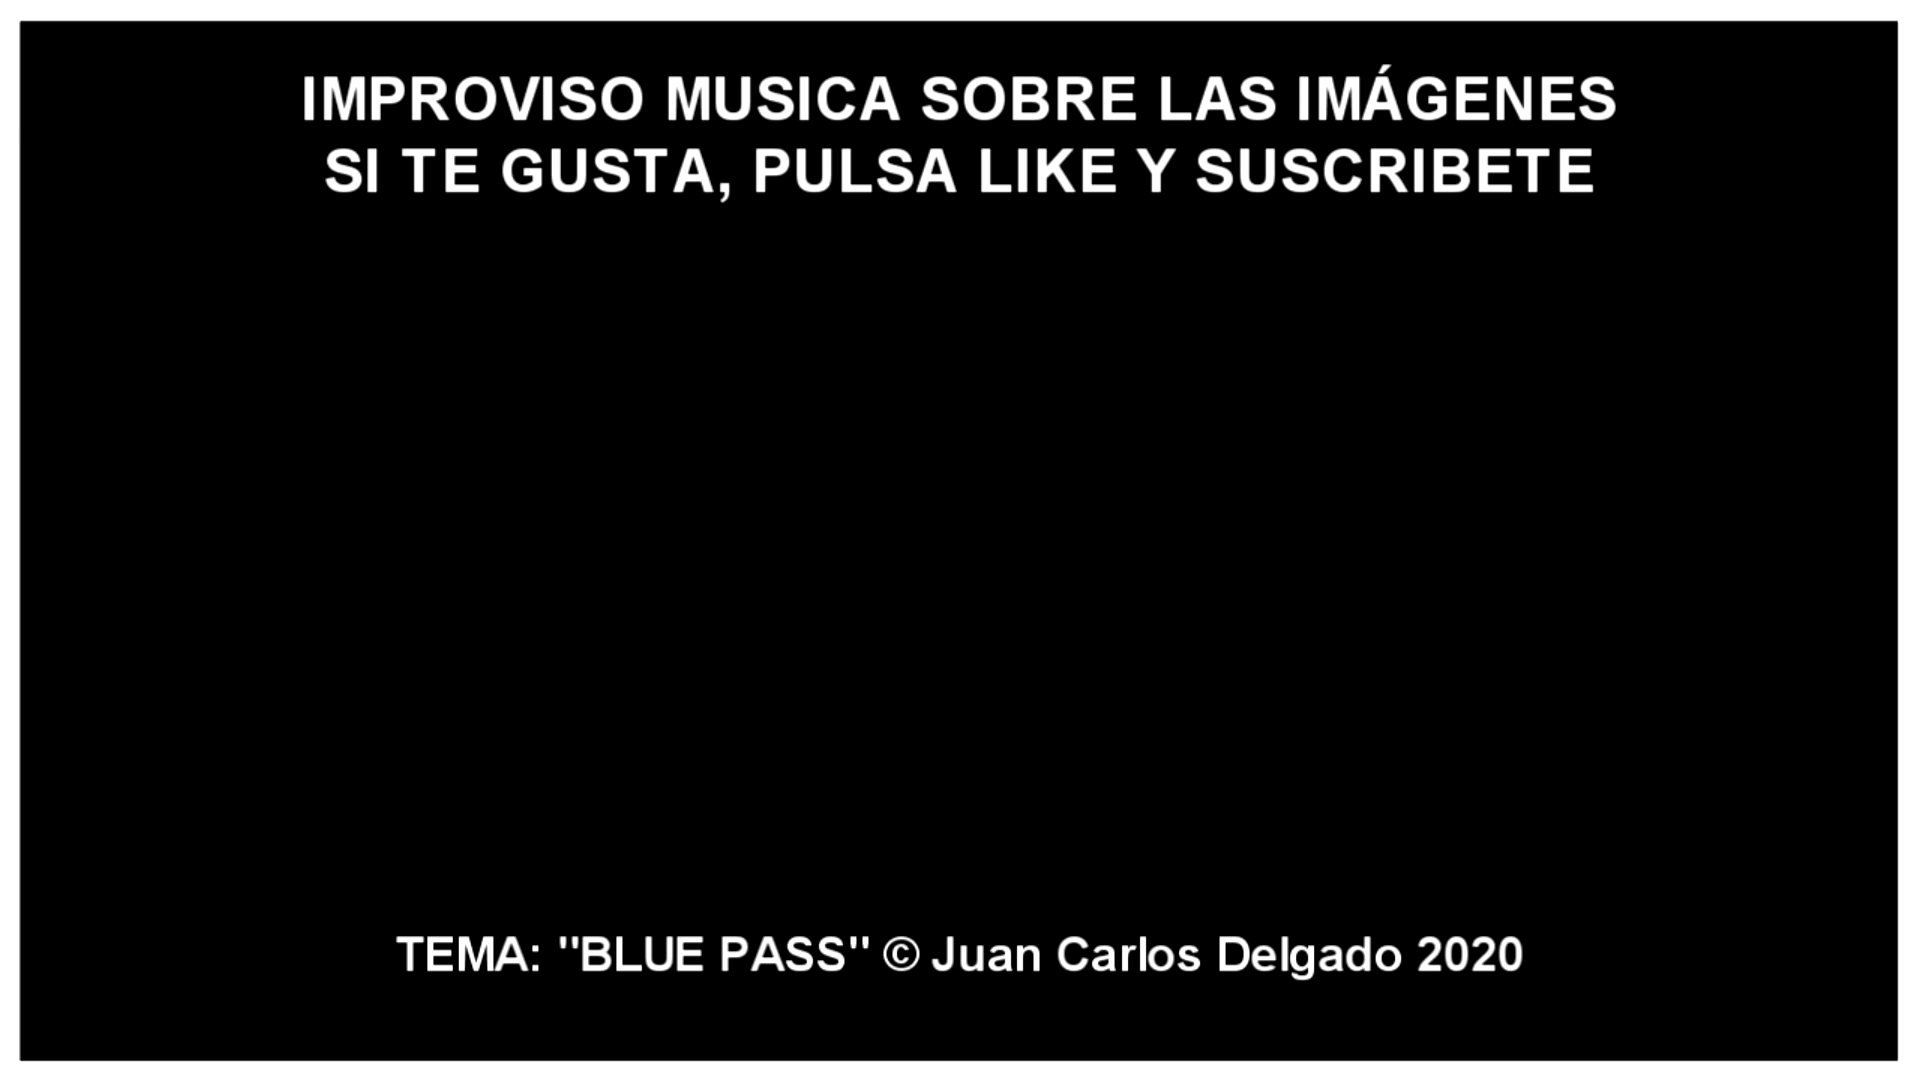 IMPROVISO MUSICA SOBRE LAS IMÁGENES
SI TE GUSTA, PULSA LIKE Y SUSCRIBETE
TEMA: "BLUE PASS" © Juan Carlos Delgado 2020